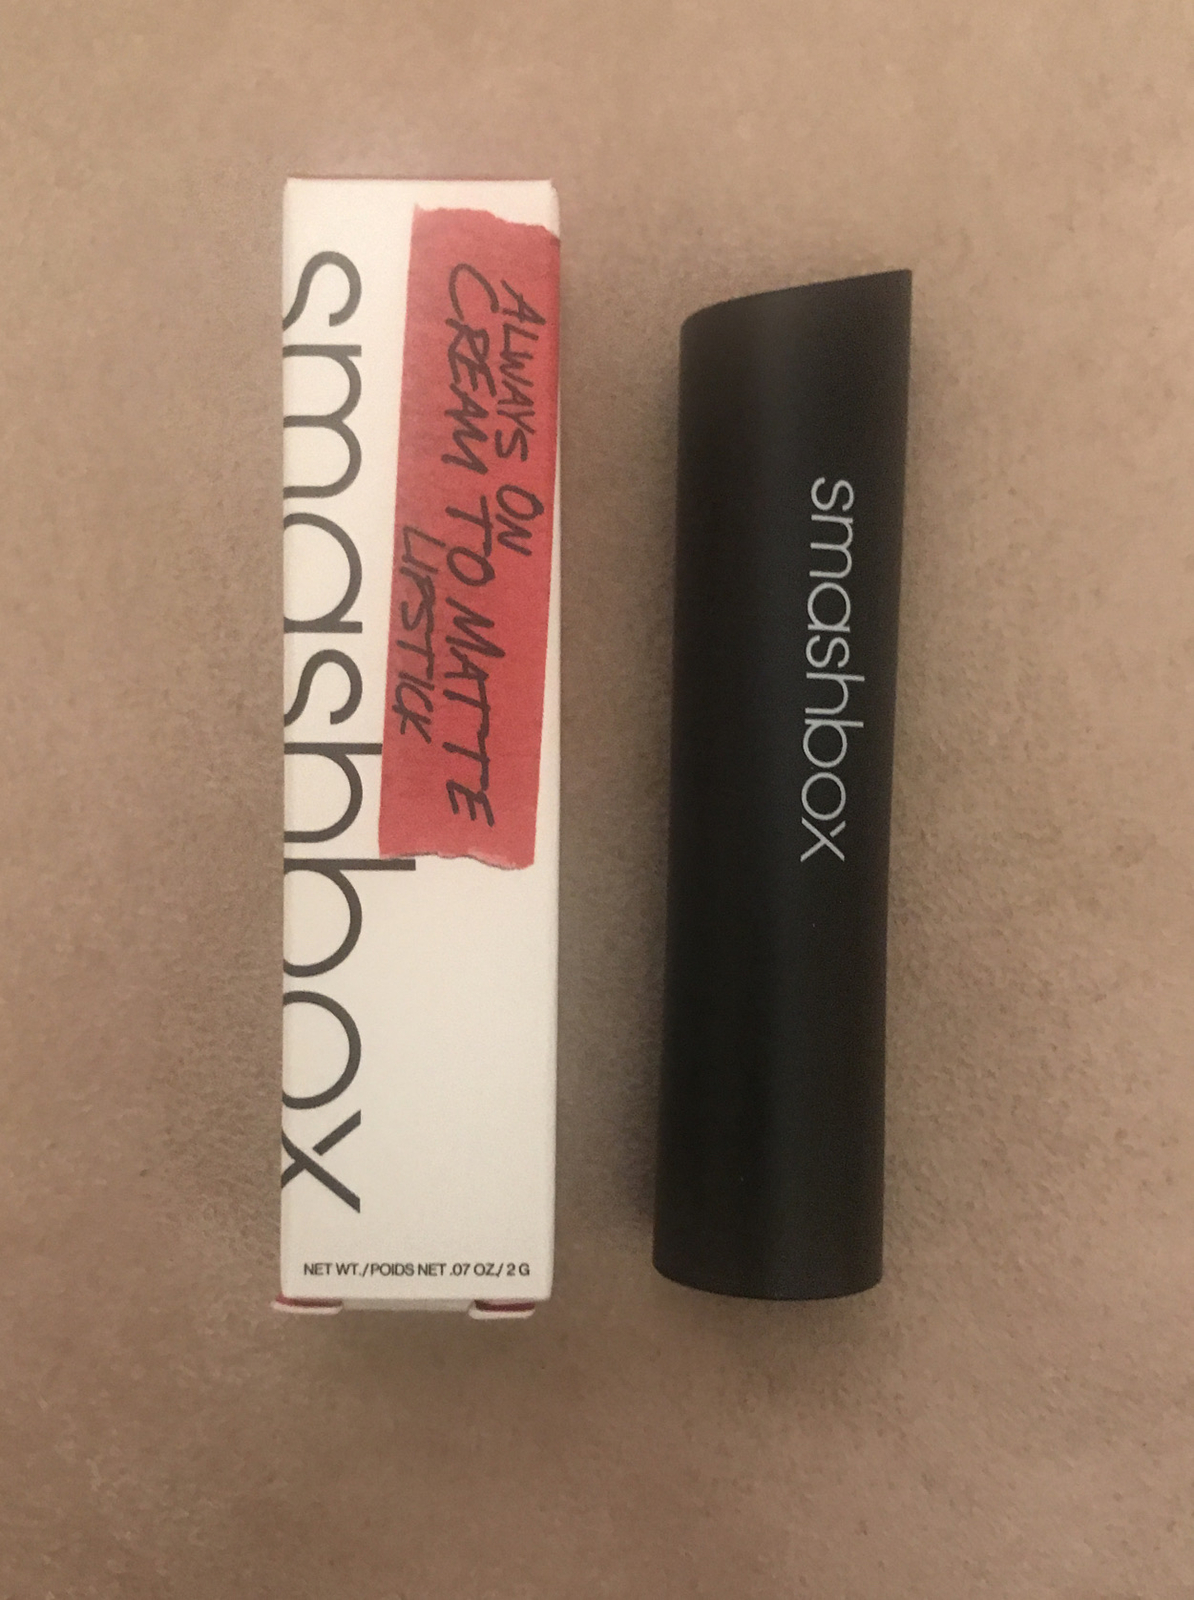 smashbox
ALWAYS ON
CREAM TO MATTE
LIPSTICK
NET WT./POIDS NET .07 OZ./ 2 G
smashbox